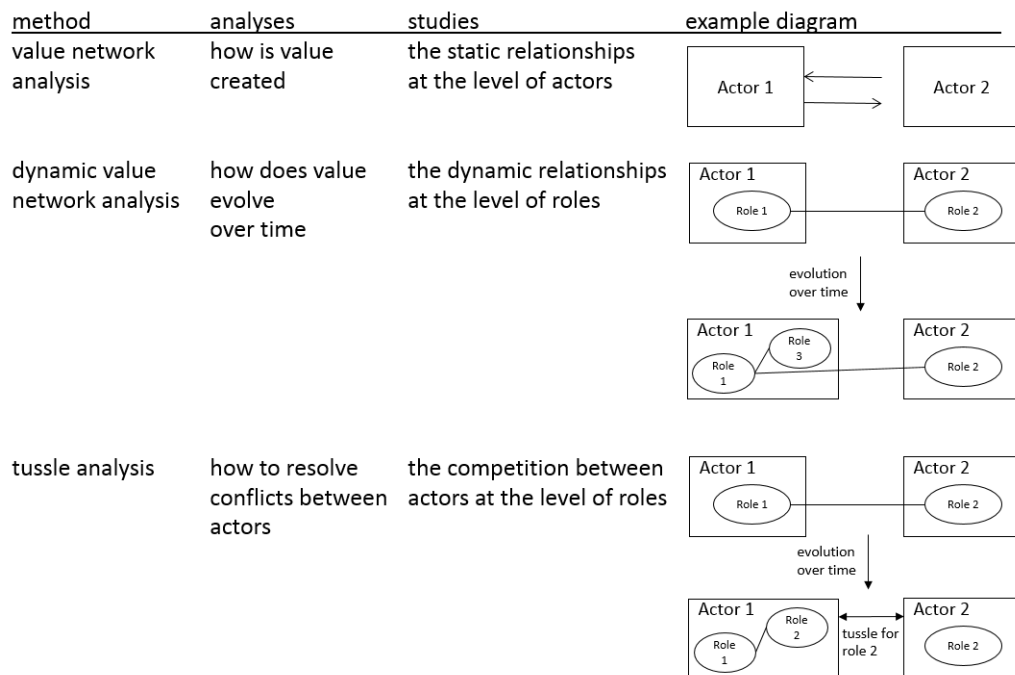 method analyses studies example diagram
value network how is value the static relationships
analysis created at the level of actors
Actor 1 Actor 2
dynamic value how does value the dynamic relationships
network analysis evolve at the level of roles
over time
Actor 1 Actor 2
Role 1 Role 2
evolution
over time
Actor 1 Actor 2
Role
3
Role
1
Role 2
tussle analysis how to resolve the competition between
conflicts between actors at the level of roles
actors
Actor 1 Actor 2
Role 1 Role 2
evolution
over time
Actor 1 Actor 2
Role
2
Role
1
tussle for
role 2
Role 2